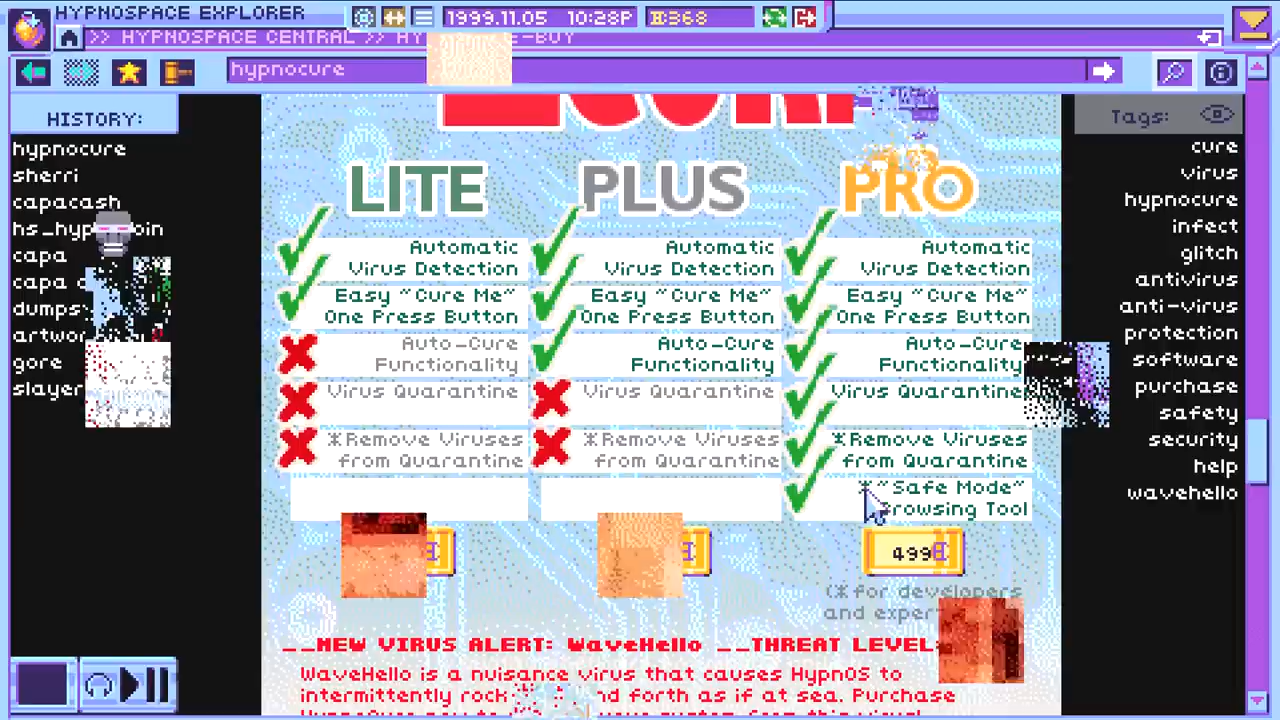 HYPNOSPACE EXPLORER
1999.11.05 10:28P 368
>> HYPNOSPACE CENTRAL >> -BUY
hypnocure
HISTORY:
hypnocure
sherri
capacash
capa
capa
dumps
gore
slayer
Tags:
cure
virus
hypnocure
infect
glitch
antivirus
anti-virus
protection
software
purchase
safety
security
help
wavehello
LITE
Automatic
Virus Detection
Easy "Cure Me"
One Press Button
Auto-Cure
Functionality
Virus Quarantine
*Remove Viruses
from Quarantine
PLUS
Automatic
Virus Detection
Easy "Cure Me"
One Press Button
Auto-Cure
Functionality
Virus Quarantine
*Remove Viruses
from Quarantine
PRO
Automatic
Virus Detection
Easy "Cure Me"
One Press Button
Auto-Cure
Functionality
Virus Quarantine
*Remove Viruses
from Quarantine
*"Safe Mode"
Browsing Tool
499
(* for developers
and
__NEW VIRUS ALERT: WaveHello __THREAT LEVEL:
WaveHello is a nuisance virus that causes HypnOS to
intermittently rock and forth as if at sea. Purchase